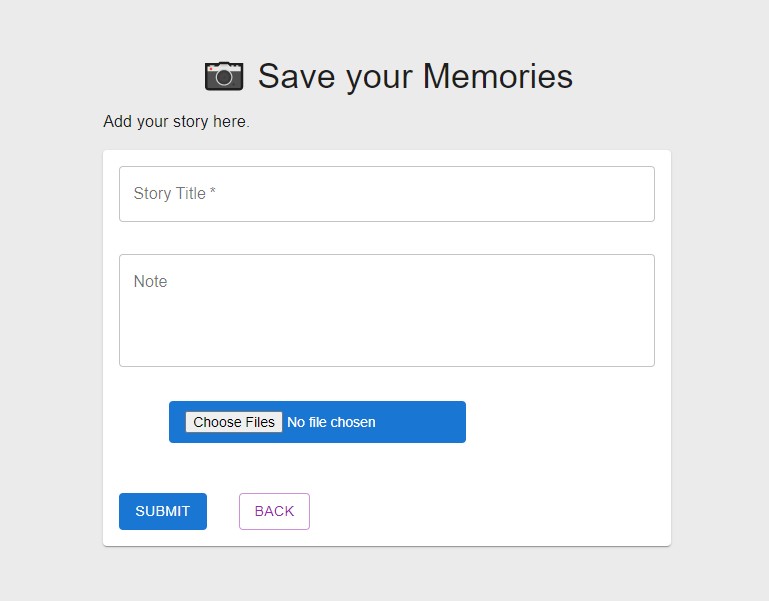 Save your Memories
Add your story here.
Story Title *
Note
Choose Files No file chosen
SUBMIT BACK